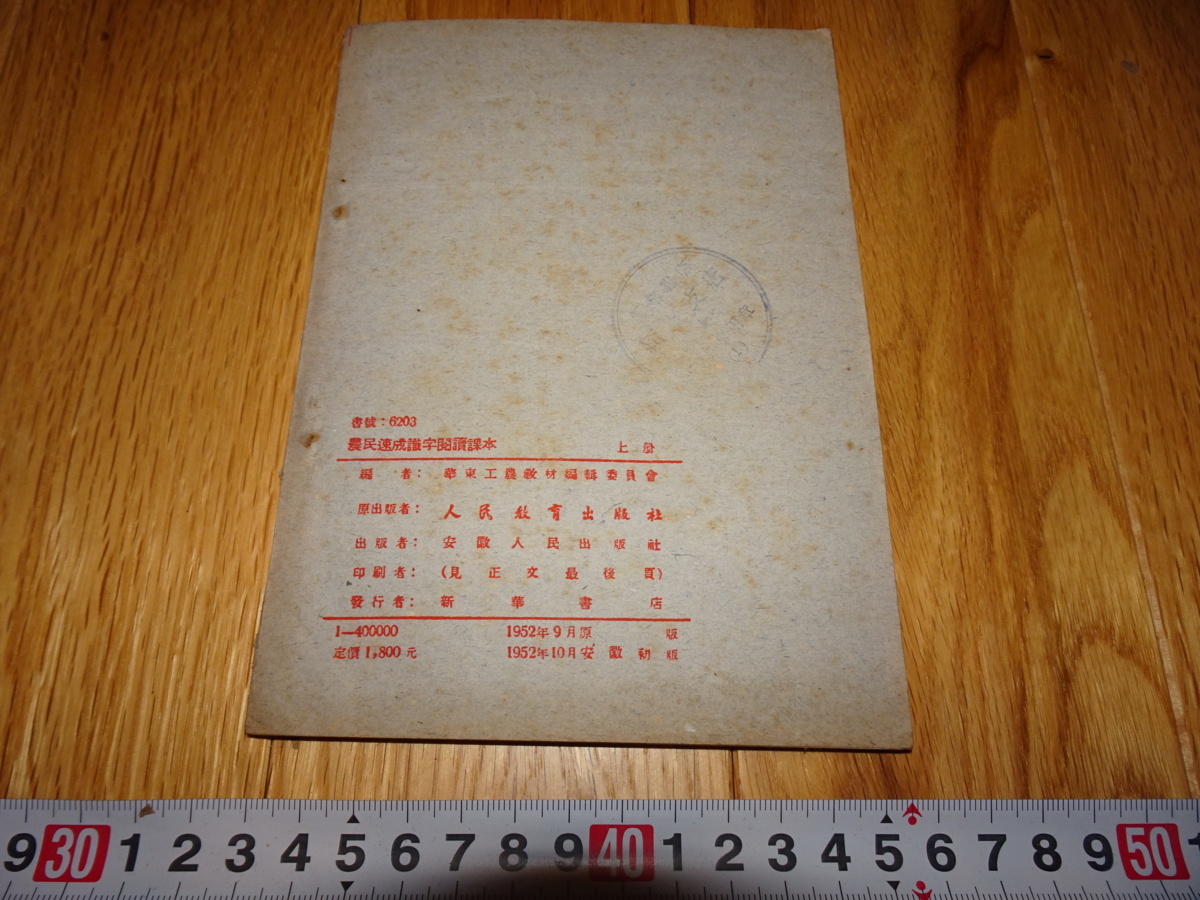 書號：6203
農民速成識字閱讀課本 上册
編者：華東工農教材編輯委員會
原出版者：人民教育出版社
出版者：安徽人民出版社
印刷者：(見正文最後頁)
發行者：新華書店
1—400000 1952年9月原版
定價1,800元 1952年10月安徽初版
9 30 1 2 3 4 5 6 7 8 9 40 1 2 3 4 5 6 7 8 9 50